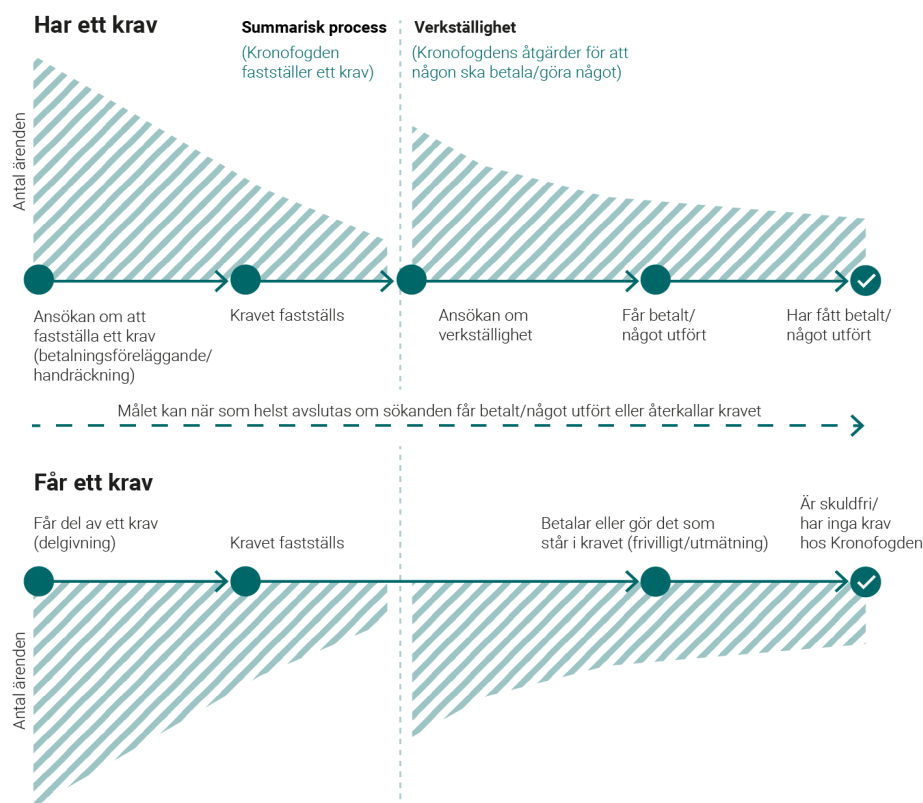 Har ett krav
Summarisk process
(Kronofogden
fastställer ett krav)
Verkställighet
(Kronofogdens åtgärder för att
någon ska betala/göra något)
Antal ärenden
Ansökan om att
fastställa ett krav
(betalningsföreläggande/
handräckning)
Kravet fastställs
Ansökan om
verkställighet
Får betalt/
något utfört
Har fått betalt/
något utfört
Målet kan när som helst avslutas om sökanden får betalt/något utfört eller återkallar kravet
Får ett krav
Får del av ett krav
(delgivning)
Kravet fastställs
Betalar eller gör det som
står i kravet (frivilligt/utmätning)
Är skuldfri/
har inga krav
hos Kronofogden
Antal ärenden